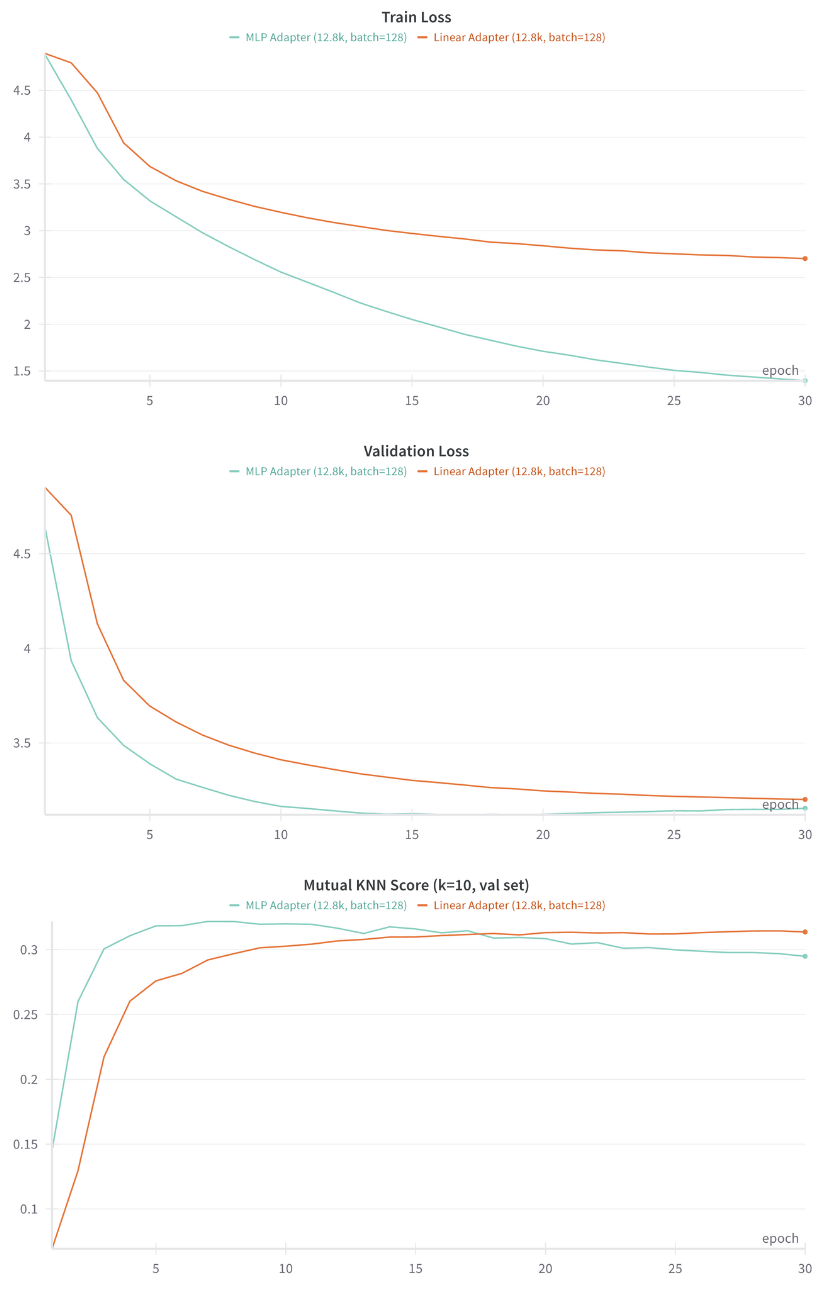 Train Loss
MLP Adapter (12.8k, batch=128) Linear Adapter (12.8k, batch=128)
4.5
4
3.5
3
2.5
2
1.5
epoch
5 10 15 20 25 30
Validation Loss
MLP Adapter (12.8k, batch=128) Linear Adapter (12.8k, batch=128)
4.5
4
3.5
epoch
5 10 15 20 25 30
Mutual KNN Score (k=10, val set)
MLP Adapter (12.8k, batch=128) Linear Adapter (12.8k, batch=128)
0.3
0.25
0.2
0.15
0.1
epoch
5 10 15 20 25 30